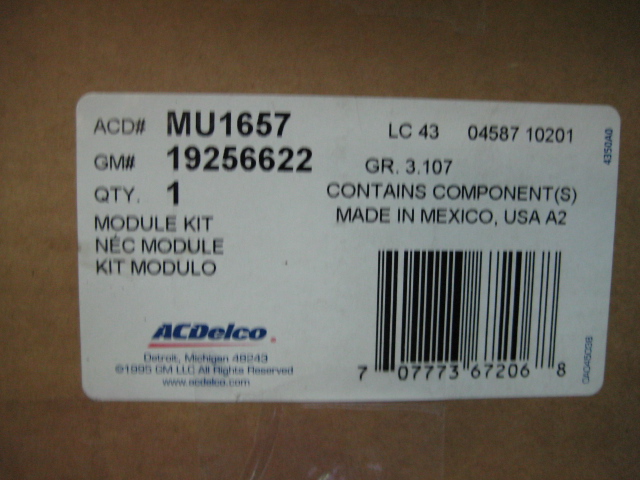 ACD# MU1657
LC 43 04587 10201
GM# 19256622
GR. 3.107
QTY. 1
CONTAINS COMPONENT(S)
MADE IN MEXICO, USA A2
MODULE KIT
NÉC MODULE
KIT MODULO
ACDelco
Detroit, Michigan 48243
©1995 GM LLC All Rights Reserved
www.acdelco.com
7 07773 67206 8
4350A0